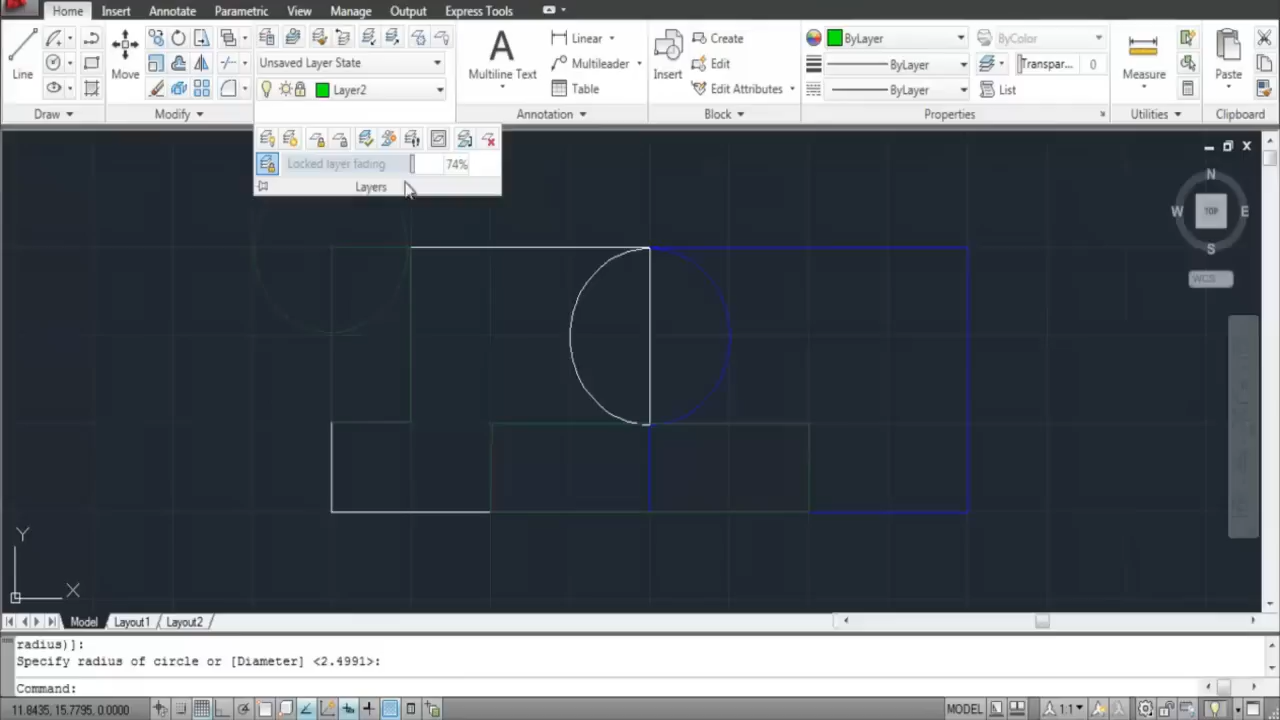 Home Insert Annotate Parametric View Manage Output Express Tools
Line
Move
Unsaved Layer State
Layer2
Locked layer fading 74%
Layers
A
Multiline Text
Linear
Multileader
Table
Insert
Create
Edit
Edit Attributes
ByLayer
ByLayer
ByLayer
ByColor
Transpar... 0
List
Measure
Paste
Draw Modify Annotation Block Properties Utilities Clipboard
N
W TOP E
S
WCS
Y
X
Model Layout1 Layout2
radius)]:
Specify radius of circle or [Diameter] <2.4991>:
Command:
11.8435, 15.7795, 0.0000
MODEL
1:1